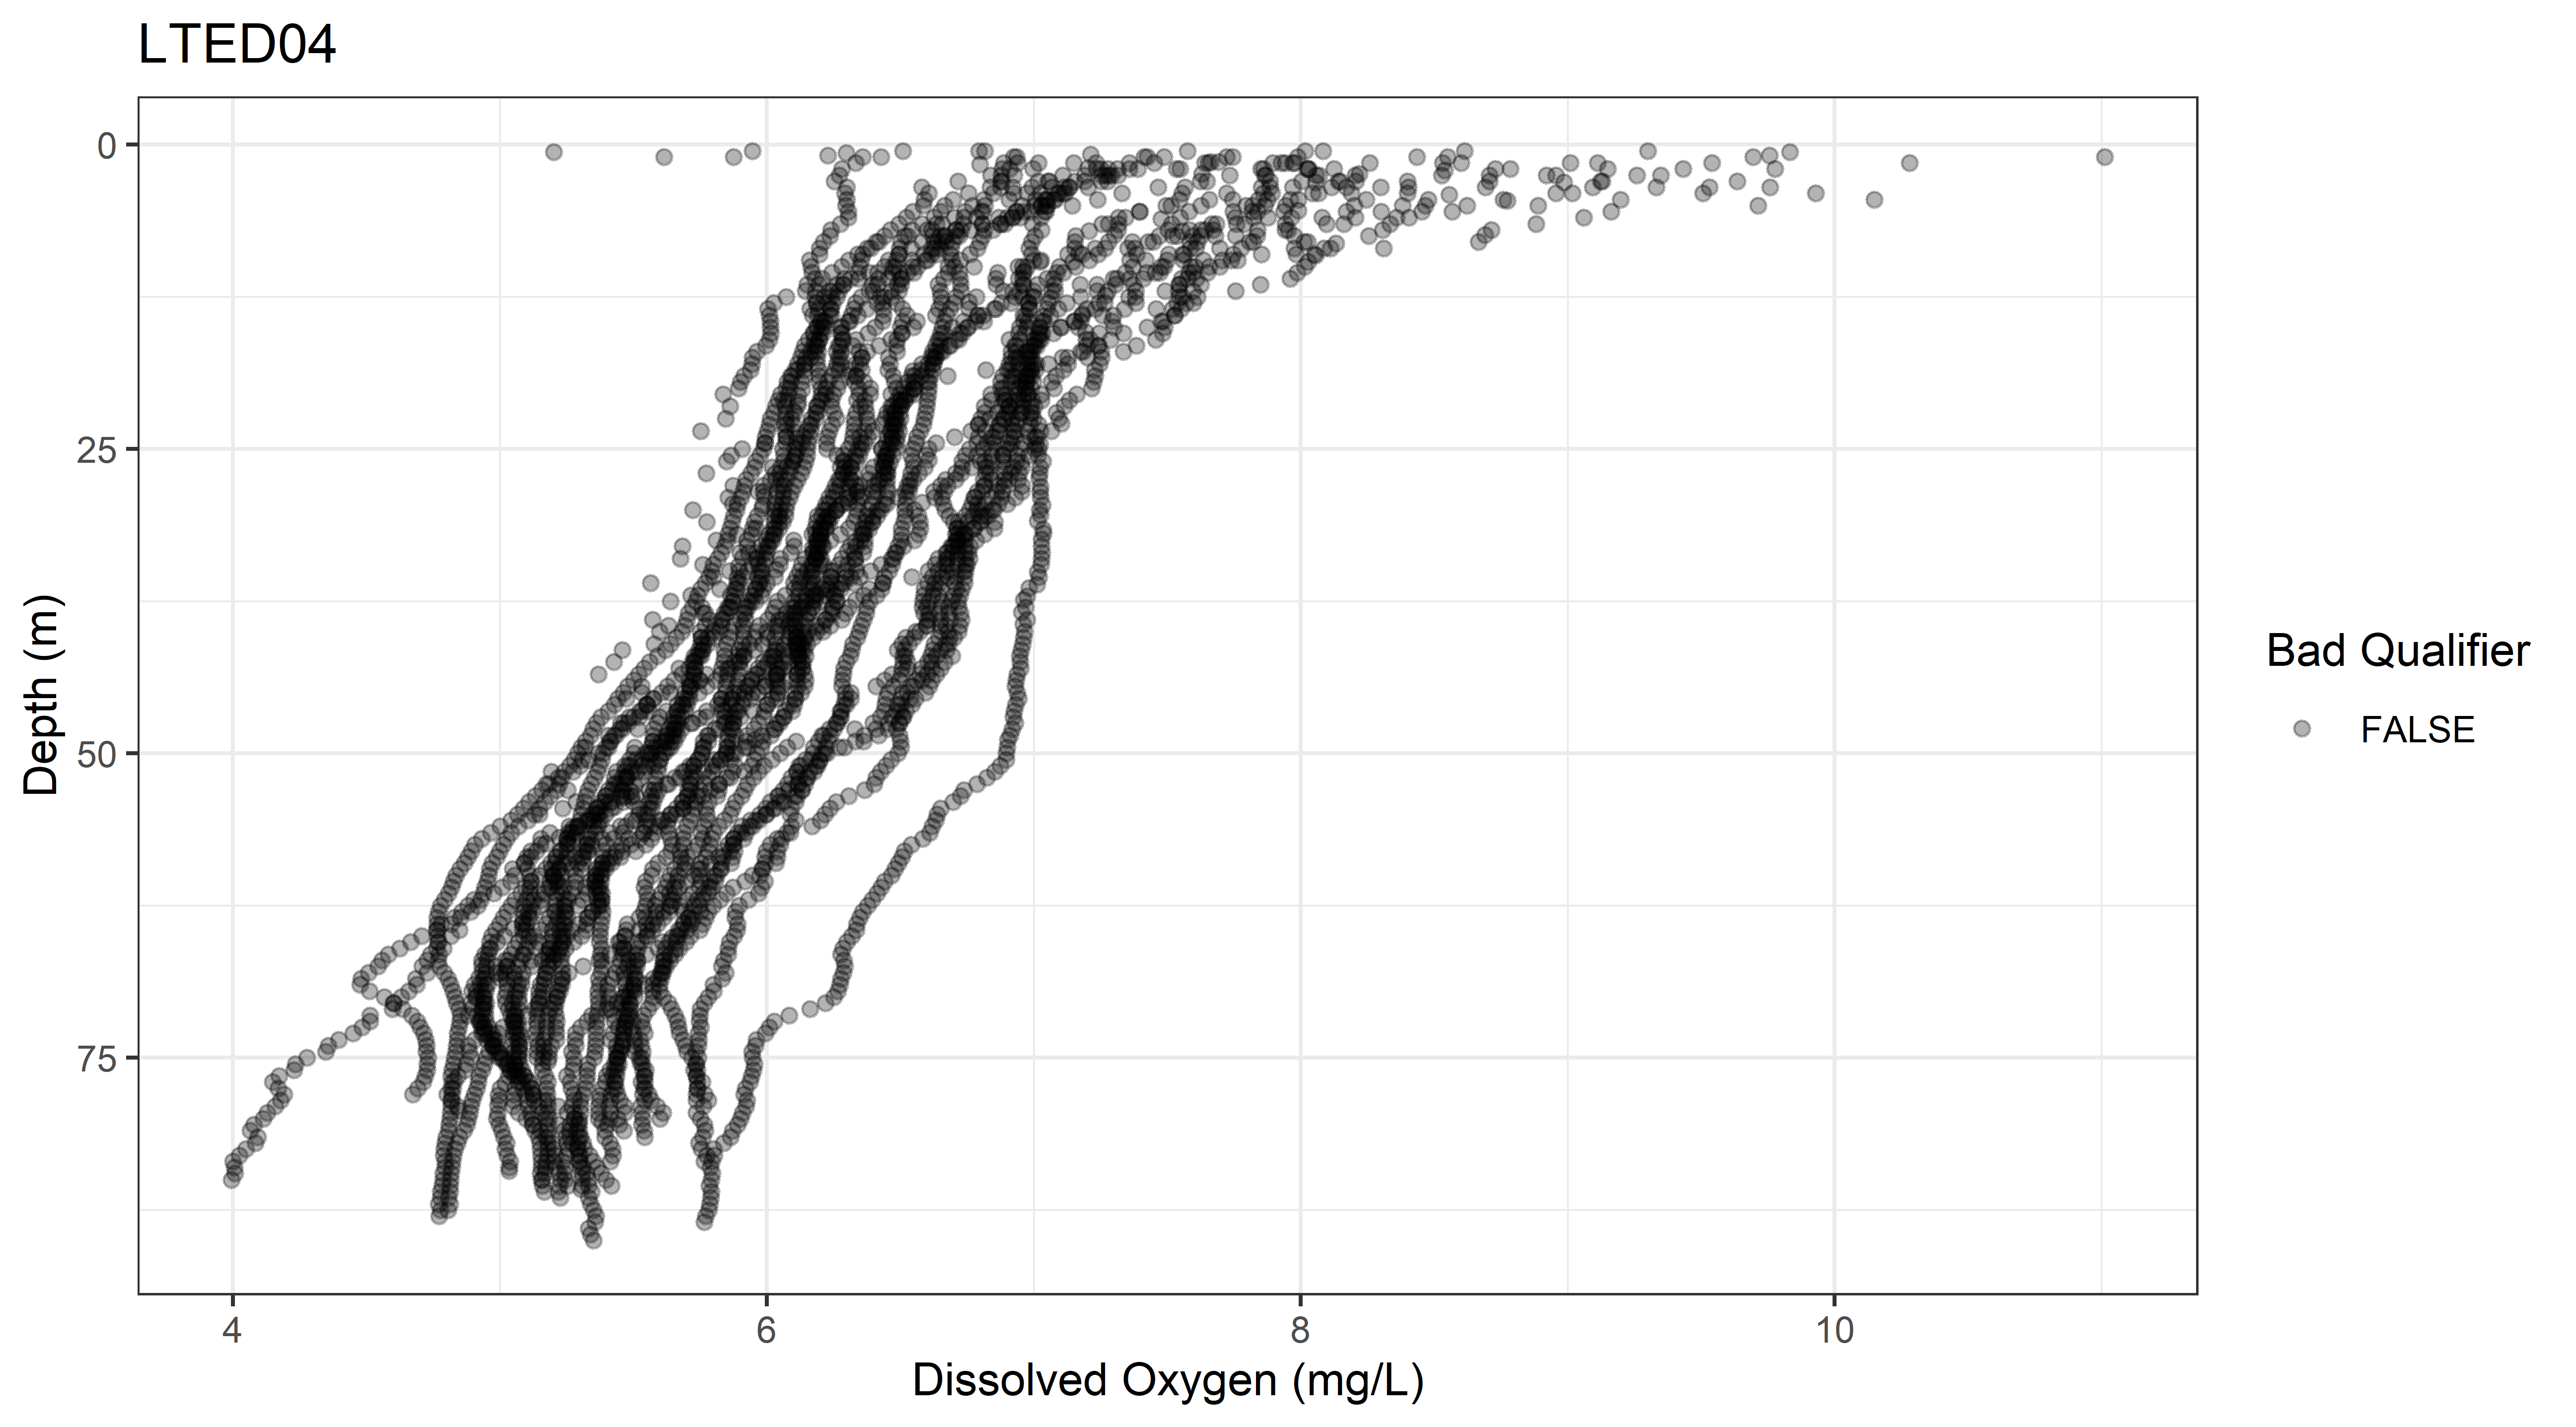 LTED04
0
25
50
75
Depth (m)
4 6 8 10
Dissolved Oxygen (mg/L)
Bad Qualifier
FALSE